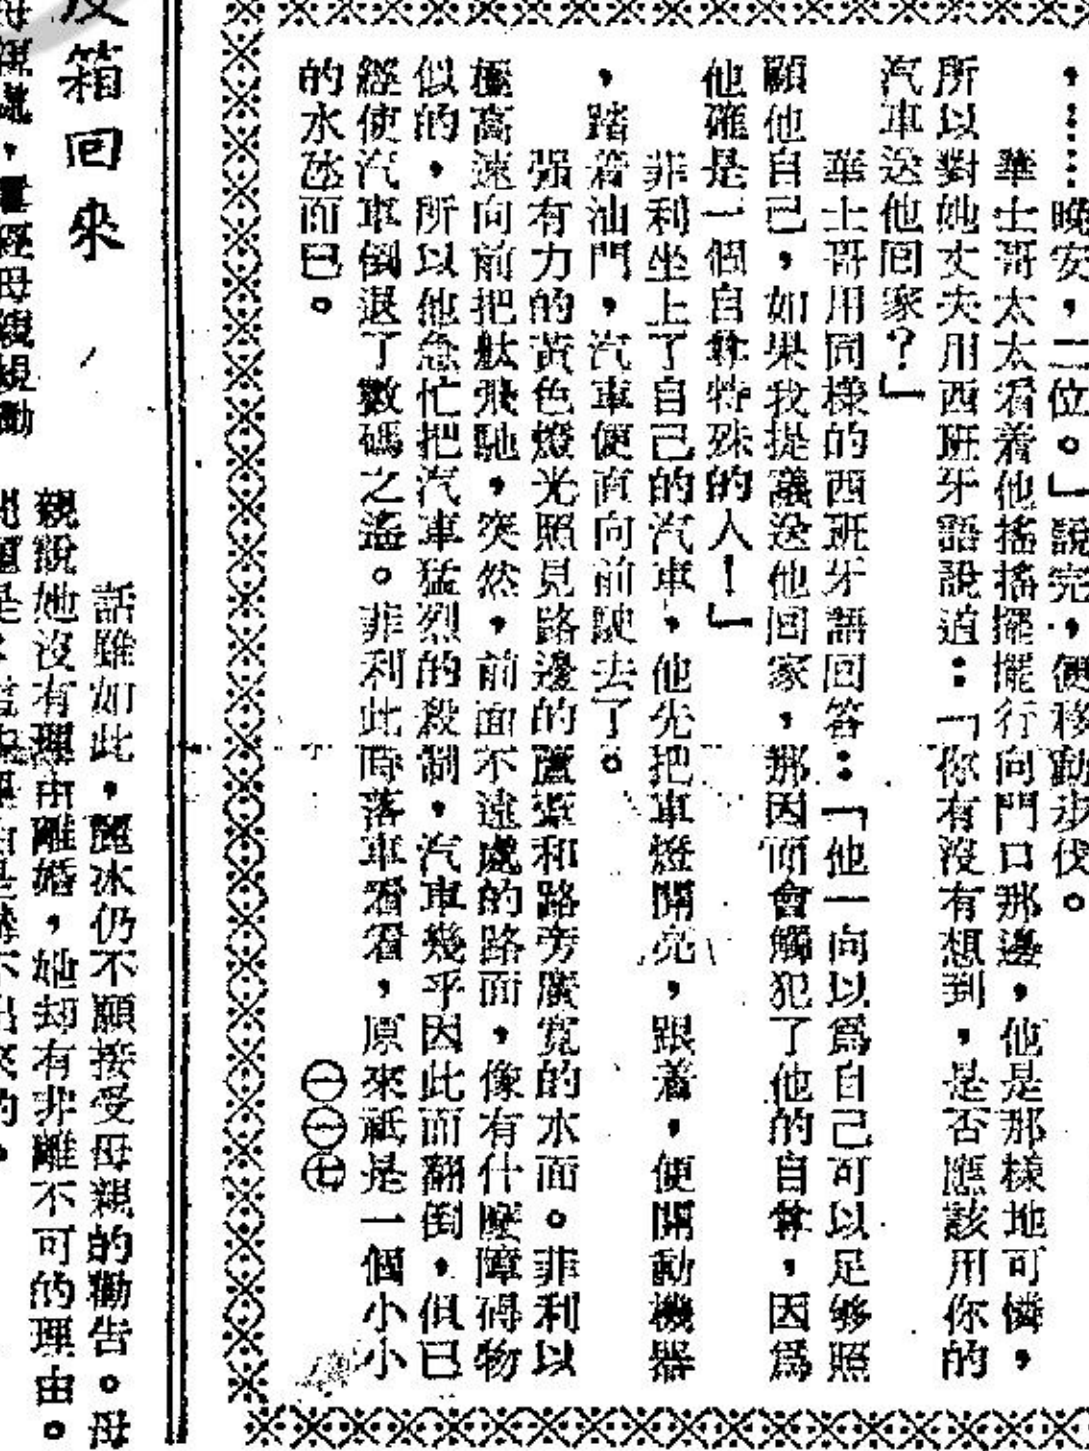 ，……晚安，二位。」說完，便移動步伐。
華士哥太太看着他搖搖擺擺行向門口那邊，他是那樣地可憐，
所以對她丈夫用西班牙語說道：「你有沒有想到，是否應該用你的
汽車送他回家？」
華士哥用同樣的西班牙語回答：「他一向以爲自己可以足够照
顧他自己，如果我提議送他回家，那因而會觸犯了他的自尊，因爲
他確是一個自尊特殊的人！」
非利坐上了自己的汽車，他先把車燈開亮，跟着，便開動機器
，踏着油門，汽車便直向前駛去了。
强有力的黃色燈光照見路邊的蘆葦和路旁廣寬的水面。非利以
極高速向前把舦飛馳，突然，前面不遠處的路面，像有什麼障碍物
似的，所以他急忙把汽車猛烈的殺制，汽車幾乎因此而翻倒，但已
經使汽車倒退了數碼之遙。非利此時落車看看，原來祇是一個小小
的水氹而已。
㊀㊀㊆
箱回來
話雖如此，麗冰仍不願接受母親的勸告。母
親說她沒有理由離婚，她却有非離不可的理由。